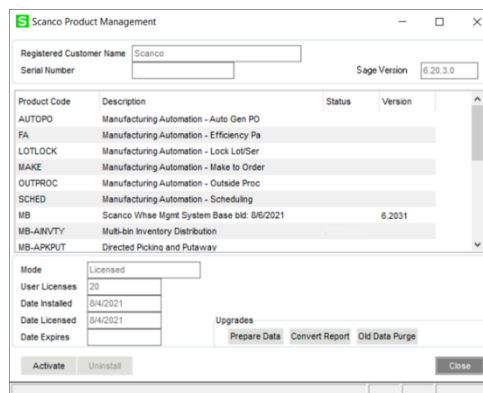 S Scanco Product Management
Registered Customer Name Scanco
Serial Number Sage Version 6.20.3.0
Product Code Description Status Version
AUTOPO Manufacturing Automation - Auto Gen PO
FA Manufacturing Automation - Efficiency Pa
LOTLOCK Manufacturing Automation - Lock Lot/Ser
MAKE Manufacturing Automation - Make to Order
OUTPROC Manufacturing Automation - Outside Proc
SCHED Manufacturing Automation - Scheduling
MB Scanco Whse Mgmt System Base bld: 8/6/2021 6.2031
MB-AINVTY Multi-bin Inventory Distribution
MB-APKPUT Directed Picking and Putaway
Mode Licensed
User Licenses 20
Date Installed 8/4/2021
Date Licensed 8/4/2021 Upgrades
Date Expires Prepare Data Convert Report Old Data Purge
Activate Uninstall Close